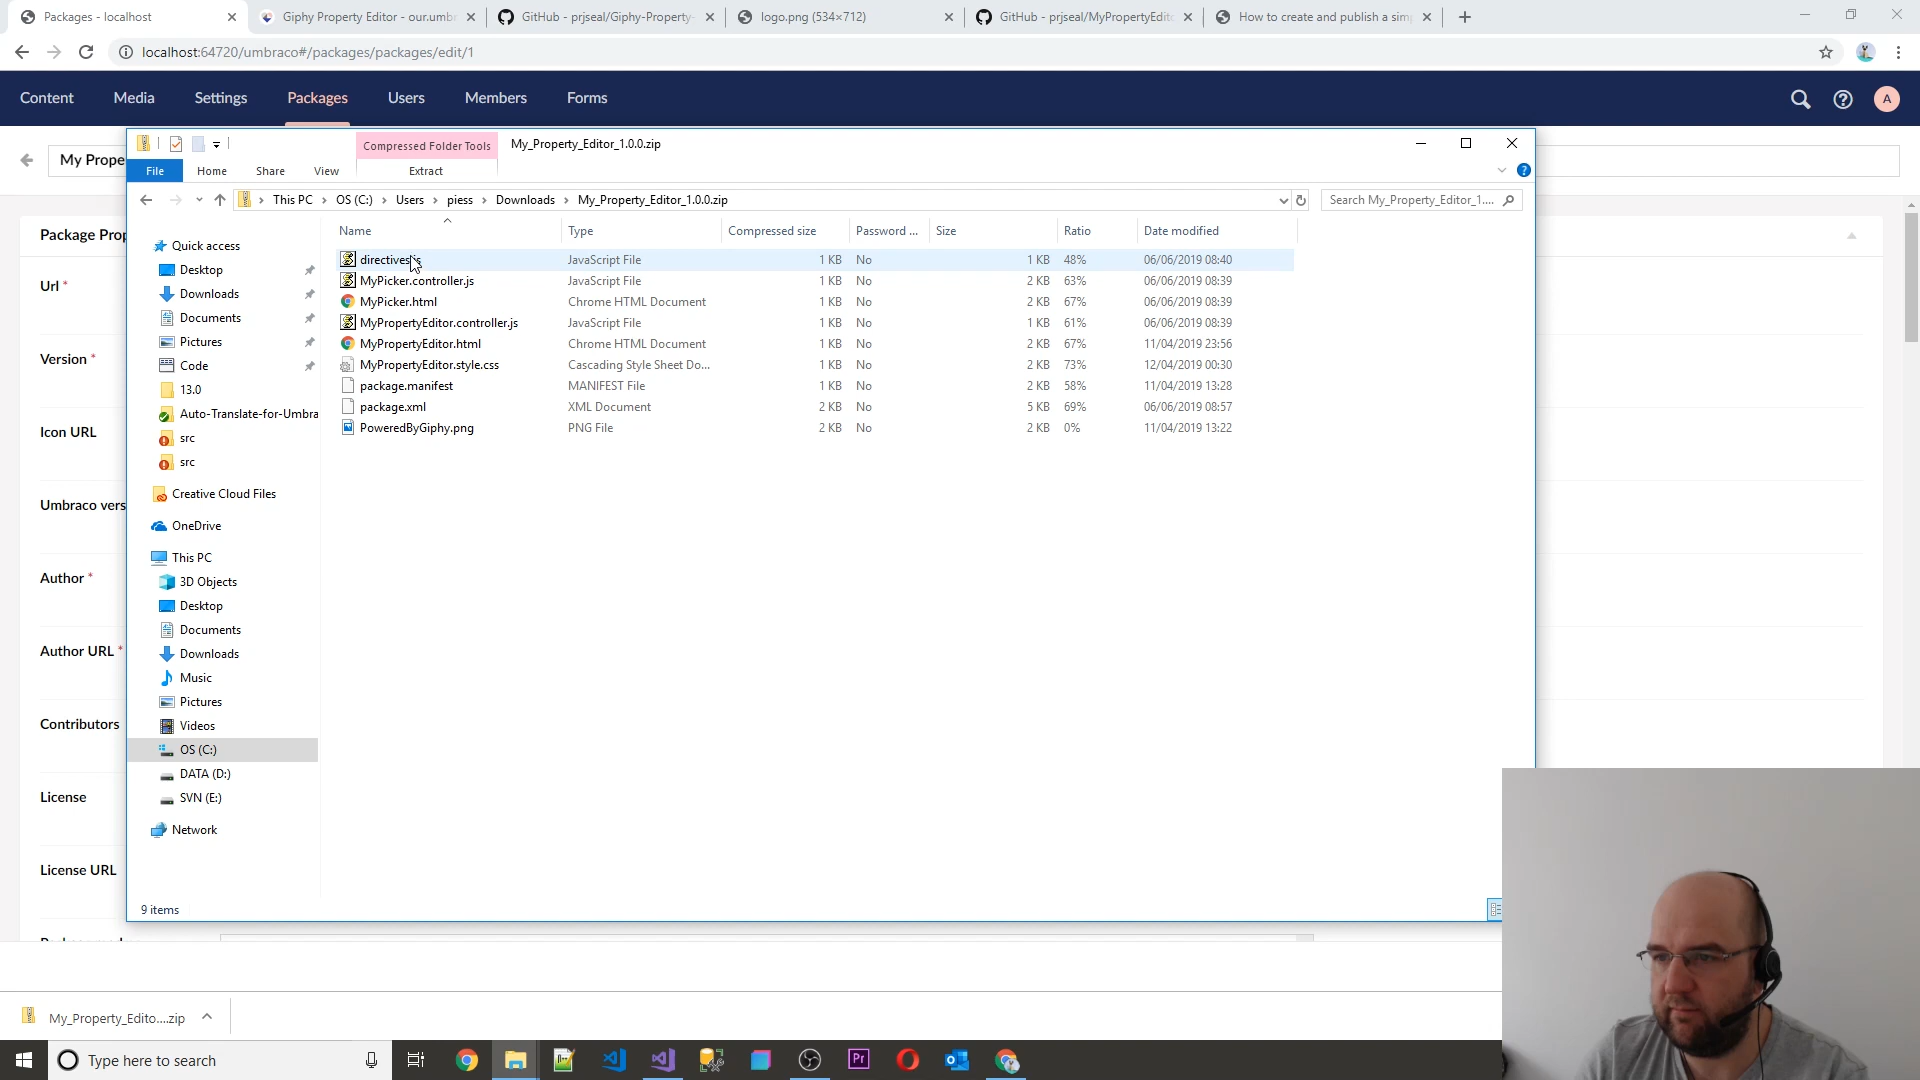 Packages - localhost
Giphy Property Editor - our.umbr
GitHub - prjseal/Giphy-Property-
logo.png (534×712)
GitHub - prjseal/MyPropertyEdito
How to create and publish a sim
localhost:64720/umbraco#/packages/packages/edit/1
Content
Media
Settings
Packages
Users
Members
Forms
A
My Prope
Compressed Folder Tools
My_Property_Editor_1.0.0.zip
File
Home
Share
View
Extract
This PC
OS (C:)
Users
piess
Downloads
My_Property_Editor_1.0.0.zip
Search My_Property_Editor_1....
Package Prop
Url *
Version *
Icon URL
Umbraco vers
Author *
Author URL *
Contributors
License
License URL
Quick access
Desktop
Downloads
Documents
Pictures
Code
13.0
Auto-Translate-for-Umbra
src
src
Creative Cloud Files
OneDrive
This PC
3D Objects
Desktop
Documents
Downloads
Music
Pictures
Videos
OS (C:)
DATA (D:)
SVN (E:)
Network
Name Type Compressed size Password ... Size Ratio Date modified
directives.js JavaScript File 1 KB No 1 KB 48% 06/06/2019 08:40
MyPicker.controller.js JavaScript File 1 KB No 2 KB 63% 06/06/2019 08:39
MyPicker.html Chrome HTML Document 1 KB No 2 KB 67% 06/06/2019 08:39
MyPropertyEditor.controller.js JavaScript File 1 KB No 1 KB 61% 06/06/2019 08:39
MyPropertyEditor.html Chrome HTML Document 1 KB No 2 KB 67% 11/04/2019 23:56
MyPropertyEditor.style.css Cascading Style Sheet Do... 1 KB No 2 KB 73% 12/04/2019 00:30
package.manifest MANIFEST File 1 KB No 2 KB 58% 11/04/2019 13:28
package.xml XML Document 2 KB No 5 KB 69% 06/06/2019 08:57
PoweredByGiphy.png PNG File 2 KB No 2 KB 0% 11/04/2019 13:22
9 items
My_Property_Edito....zip
Type here to search
Pr